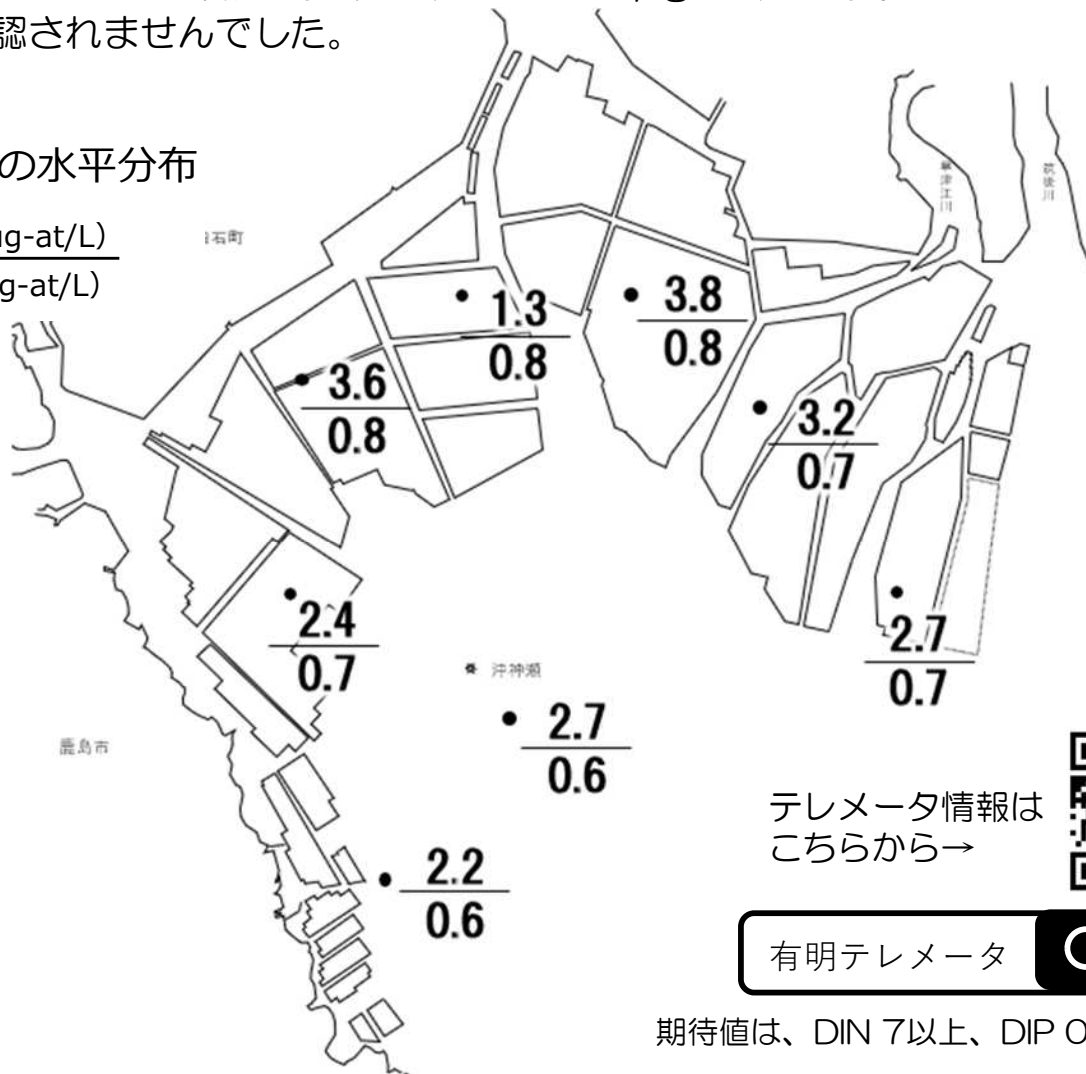 認されませんでした。
の水平分布
g-at/L)
g-at/L)
筑後川
白石町
1.3
0.8
3.8
0.8
3.6
0.8
3.2
0.7
2.4
0.7
2.7
0.7
沖神瀬
2.7
0.6
鹿島市
2.2
0.6
テレメータ情報は
こちらから→
有明テレメータ
期待値は、DIN 7以上、DIP 0